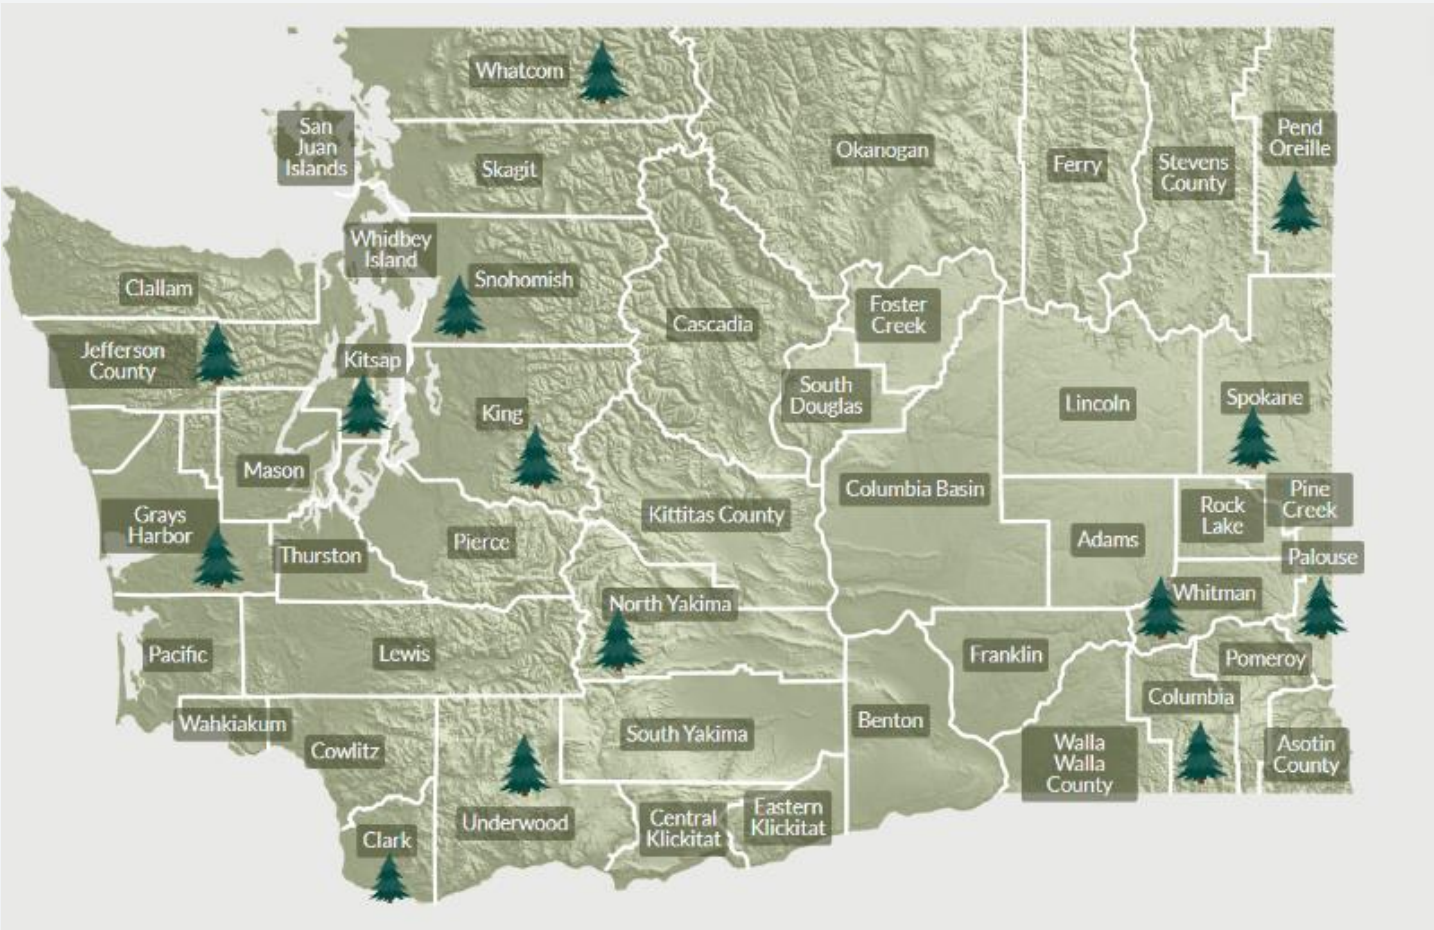 Whatcom
San
Juan
Islands
Skagit
Okanogan
Ferry
Stevens
County
Pend
Oreille
Whidbey
Island
Snohomish
Clallam
Cascadia
Foster
Creek
Jefferson
County
Kitsap
King
South
Douglas
Lincoln
Spokane
Mason
Columbia Basin
Kittitas County
Rock
Lake
Pine
Creek
Grays
Harbor
Thurston
Pierce
Adams
Palouse
North Yakima
Whitman
Pacific
Lewis
Franklin
Pomeroy
Columbia
Wahkiakum
Cowlitz
South Yakima
Benton
Walla
Walla
County
Asotin
County
Clark
Underwood
Central
Klickitat
Eastern
Klickitat